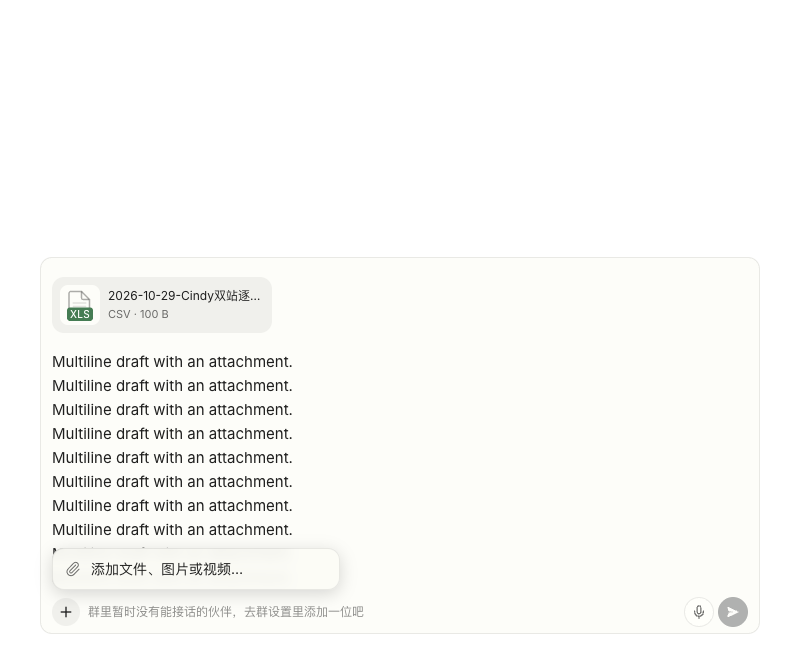 2026-10-29-Cindy双站逐...
XLS
CSV · 100 B
Multiline draft with an attachment.
Multiline draft with an attachment.
Multiline draft with an attachment.
Multiline draft with an attachment.
Multiline draft with an attachment.
Multiline draft with an attachment.
Multiline draft with an attachment.
Multiline draft with an attachment.
添加文件、图片或视频...
群里暂时没有能接话的伙伴，去群设置里添加一位吧